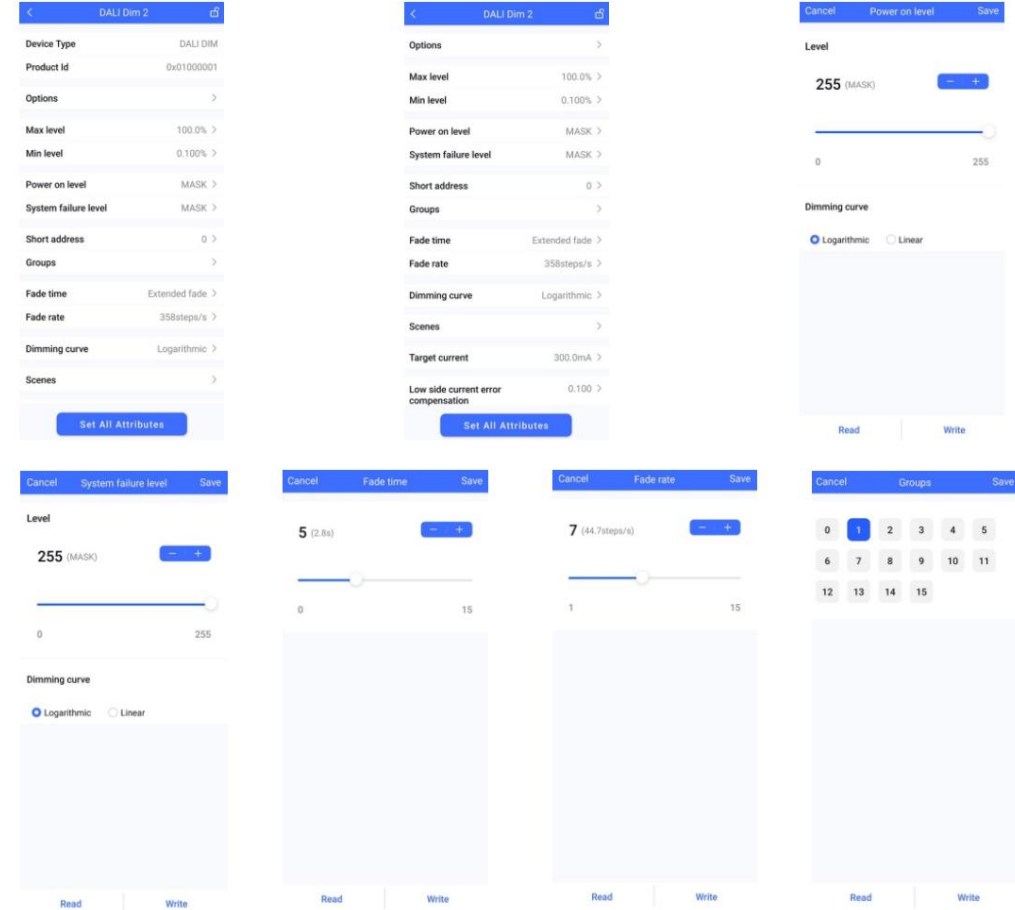 DALI Dim 2
Device Type DALI DIM
Product Id 0x01000001
Options
Max level 100.0%
Min level 0.100%
Power on level MASK
System failure level MASK
Short address 0
Groups
Fade time Extended fade
Fade rate 358steps/s
Dimming curve Logarithmic
Scenes
Set All Attributes
DALI Dim 2
Options
Max level 100.0%
Min level 0.100%
Power on level MASK
System failure level MASK
Short address 0
Groups
Fade time Extended fade
Fade rate 358steps/s
Dimming curve Logarithmic
Scenes
Target current 300.0mA
Low side current error 0.100
compensation
Set All Attributes
Cancel Power on level Save
Level
255 (MASK) - +
0 255
Dimming curve
Logarithmic Linear
Read Write
Cancel System failure level Save
Level
255 (MASK) - +
0 255
Dimming curve
Logarithmic Linear
Read Write
Cancel Fade time Save
5 (2.8s) - +
0 15
Read Write
Cancel Fade rate Save
7 (44.7steps/s) - +
1 15
Read Write
Cancel Groups Save
0 1 2 3 4 5
6 7 8 9 10 11
12 13 14 15
Read Write